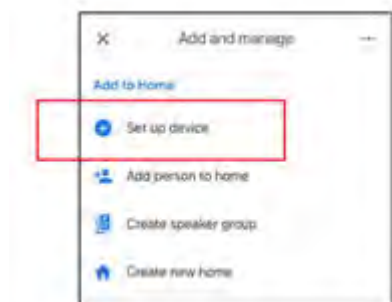 Add and manage
Add to Home
Set up device
Add person to home
Create speaker group
Create new home